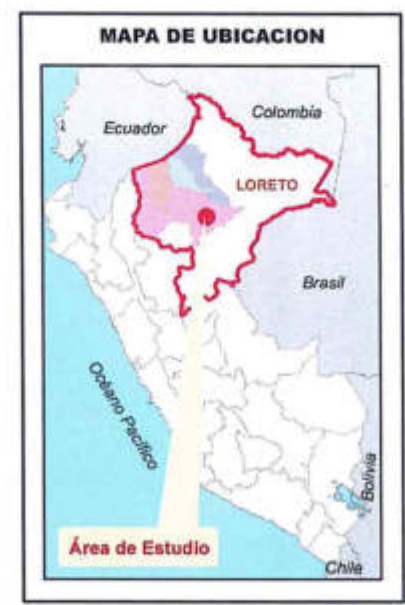 MAPA DE UBICACION
Colombia
Ecuador
LORETO
Brasil
Océano Pacífico
Bolivia
Área de Estudio
Chile